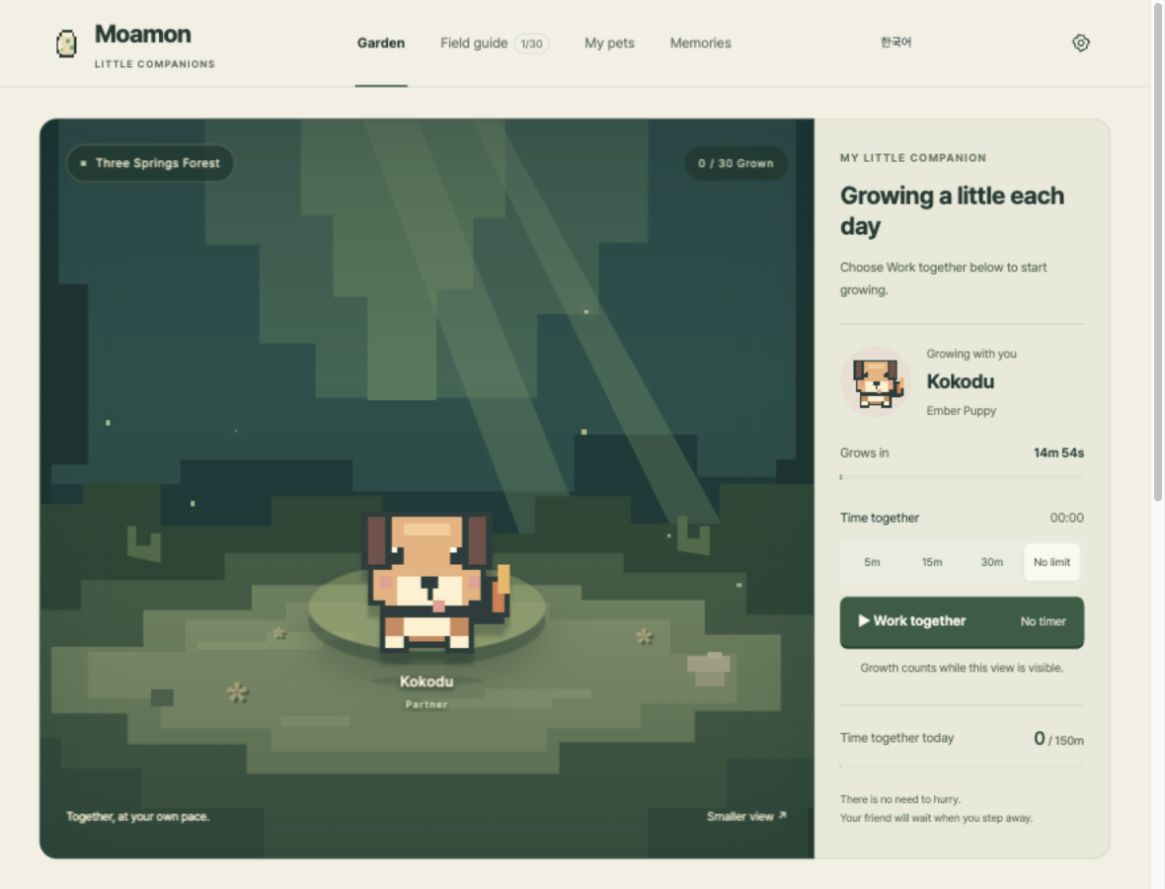 Moamon
LITTLE COMPANIONS
Garden
Field guide 1/30
My pets
Memories
한국어
Three Springs Forest
0 / 30 Grown
Kokodu
Partner
Together, at your own pace.
Smaller view ↗
MY LITTLE COMPANION
Growing a little each
day
Choose Work together below to start
growing.
Growing with you
Kokodu
Ember Puppy
Grows in 14m 54s
Time together 00:00
5m 15m 30m No limit
▶ Work together No timer
Growth counts while this view is visible.
Time together today 0 / 150m
There is no need to hurry.
Your friend will wait when you step away.